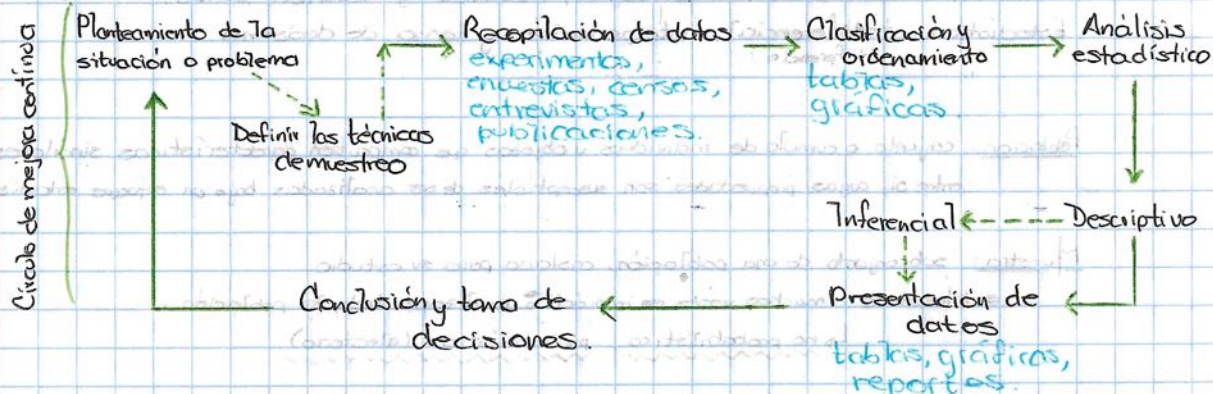 Círculo de mejora continua
Planteamiento de la
situación o problema
Definir las técnicas
de muestreo
Recopilación de datos
experimentos,
encuestas, censos,
entrevistas,
publicaciones.
Clasificación y
ordenamiento
tablas,
gráficas.
Análisis
estadístico
Inferencial
Descriptivo
Presentación de
datos
tablas, gráficas,
reportes.
Conclusión y toma de
decisiones.